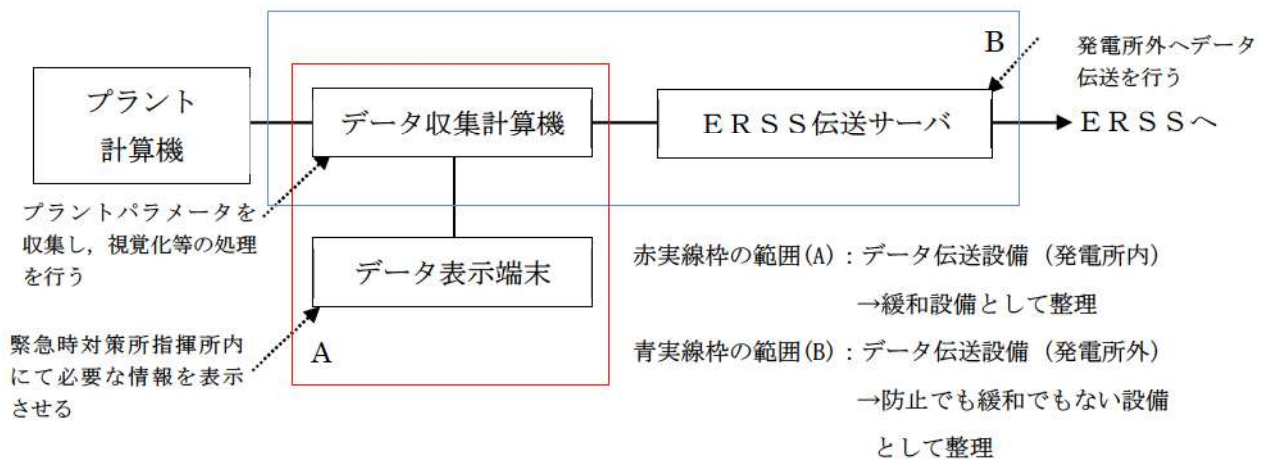 プラント
計算機
データ収集計算機
ERSS伝送サーバ
B
発電所外へデータ
伝送を行う
ERSSへ
プラントパラメータを
収集し，視覚化等の処理
を行う
データ表示端末
A
緊急時対策所指揮所内
にて必要な情報を表示
させる
赤実線枠の範囲(A)：データ伝送設備（発電所内）
→緩和設備として整理
青実線枠の範囲(B)：データ伝送設備（発電所外）
→防止でも緩和でもない設備
として整理